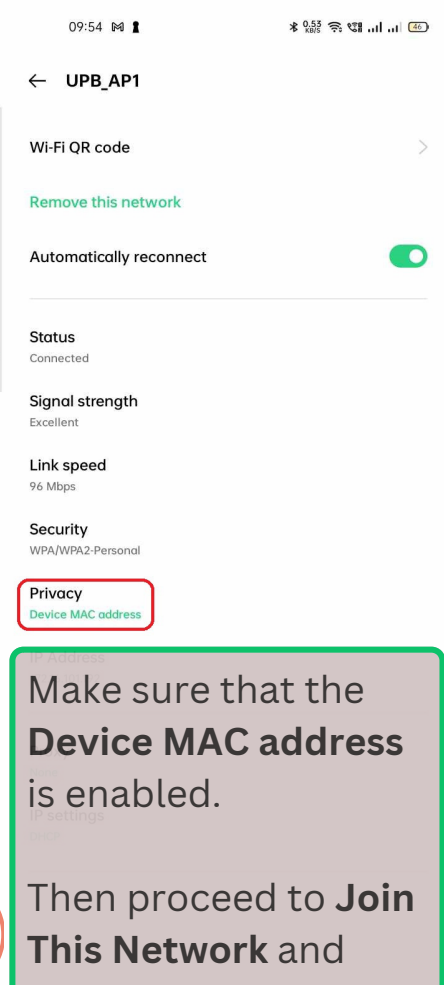 09:54
0.53
KB/S
46
UPB_AP1
Wi-Fi QR code
Remove this network
Automatically reconnect
Status
Connected
Signal strength
Excellent
Link speed
96 Mbps
Security
WPA/WPA2-Personal
Privacy
Device MAC address
IP Address
Make sure that the
Device MAC address
is enabled.
IP settings
Then proceed to Join
This Network and